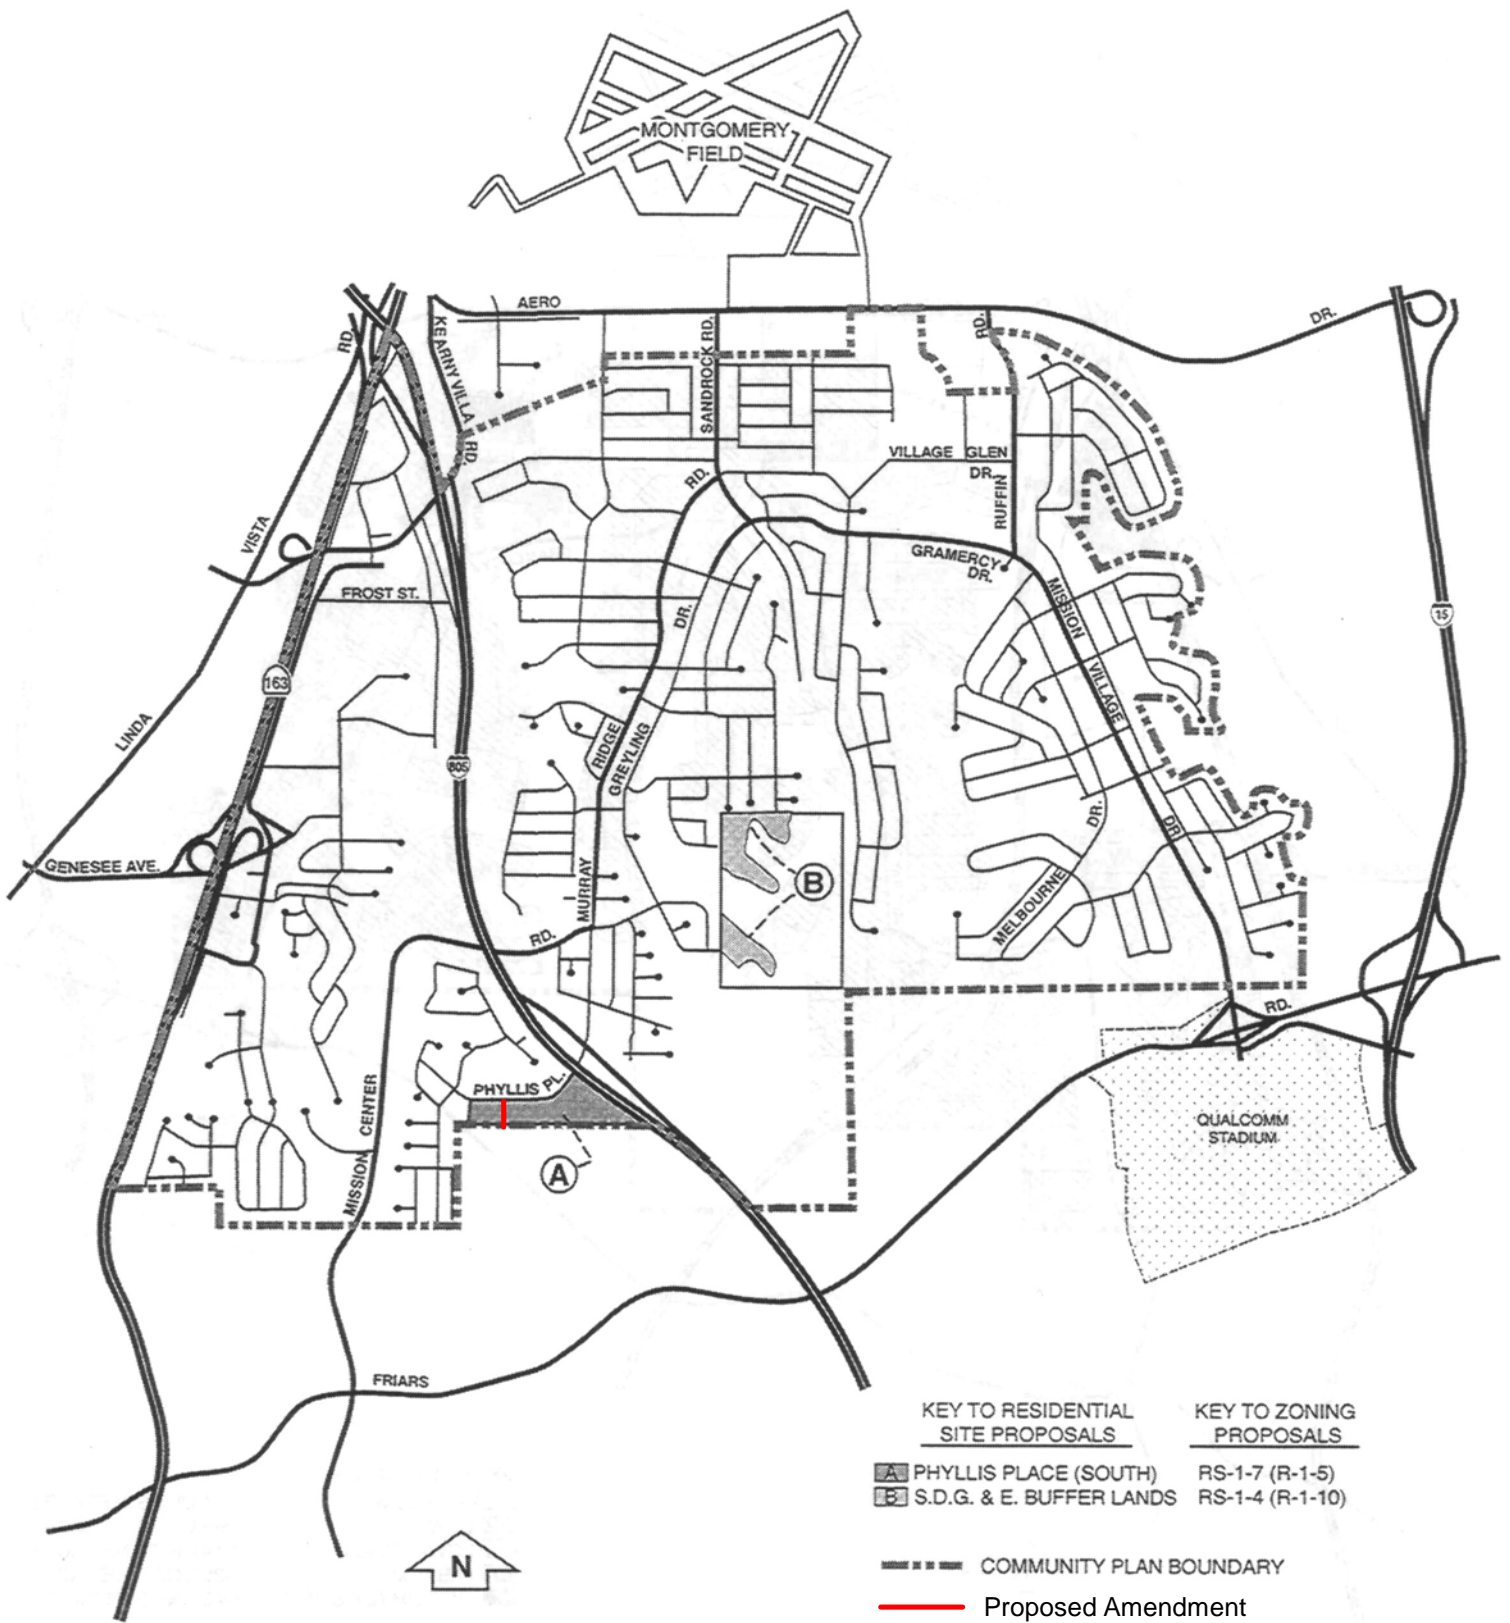 MONTGOMERY
FIELD
AERO
DR.
RD.
KEARNY VILLA
RD.
SANDROCK RD.
RD.
VILLAGE GLEN
DR.
RUFFIN
RD.
VISTA
LINDA
FROST ST.
GRAMERCY
DR.
MISSION
VILLAGE
DR.
163
805
15
DR.
RIDGE
GREYLING
MURRAY
RD.
GENESEE AVE.
B
MELBOURNE
DR.
RD.
MISSION
CENTER
PHYLLIS PL.
A
QUALCOMM
STADIUM
FRIARS
KEY TO RESIDENTIAL
SITE PROPOSALS
KEY TO ZONING
PROPOSALS
A PHYLLIS PLACE (SOUTH) RS-1-7 (R-1-5)
B S.D.G. & E. BUFFER LANDS RS-1-4 (R-1-10)
N
COMMUNITY PLAN BOUNDARY
Proposed Amendment